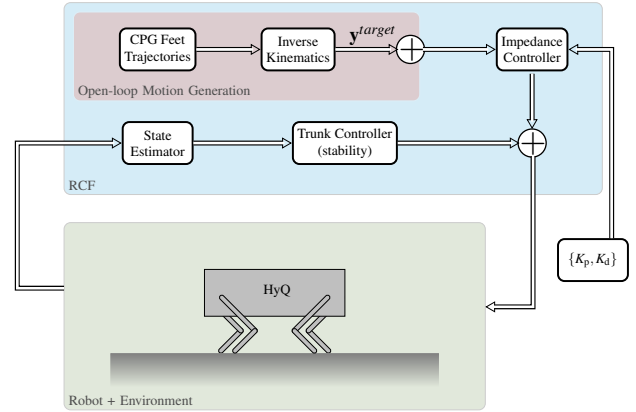 CPG Feet
Trajectories
Inverse
Kinematics
y^{target}
Impedance
Controller
Open-loop Motion Generation
State
Estimator
Trunk Controller
(stability)
RCF
{K_p, K_d}
HyQ
Robot + Environment